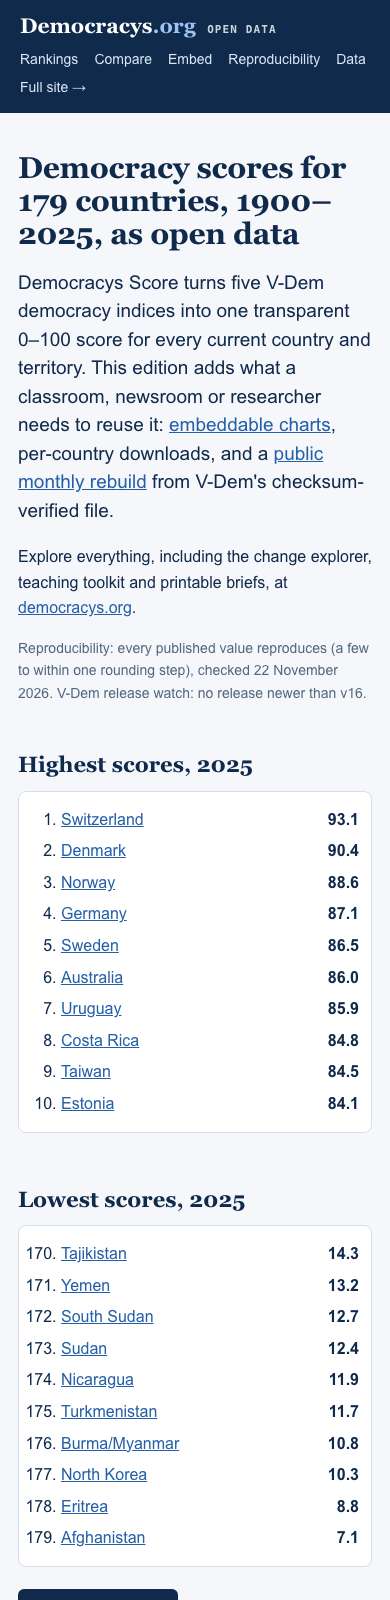 Democracys.org OPEN DATA
Rankings Compare Embed Reproducibility Data
Full site →
Democracy scores for
179 countries, 1900–
2025, as open data
Democracys Score turns five V-Dem
democracy indices into one transparent
0–100 score for every current country and
territory. This edition adds what a
classroom, newsroom or researcher
needs to reuse it: embeddable charts,
per-country downloads, and a public
monthly rebuild from V-Dem's checksum-
verified file.
Explore everything, including the change explorer,
teaching toolkit and printable briefs, at
democracys.org.
Reproducibility: every published value reproduces (a few
to within one rounding step), checked 22 November
2026. V-Dem release watch: no release newer than v16.
Highest scores, 2025
1. Switzerland 93.1
2. Denmark 90.4
3. Norway 88.6
4. Germany 87.1
5. Sweden 86.5
6. Australia 86.0
7. Uruguay 85.9
8. Costa Rica 84.8
9. Taiwan 84.5
10. Estonia 84.1
Lowest scores, 2025
170. Tajikistan 14.3
171. Yemen 13.2
172. South Sudan 12.7
173. Sudan 12.4
174. Nicaragua 11.9
175. Turkmenistan 11.7
176. Burma/Myanmar 10.8
177. North Korea 10.3
178. Eritrea 8.8
179. Afghanistan 7.1